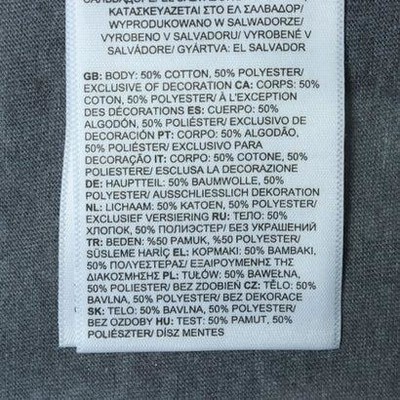 ΚΑΤΑΣΚΕΥΑΖΕΤΑΙ ΣΤΟ ΕΛ ΣΑΛΒΑΔΟΡ/
WYPRODUKOWANO W SALWADORZE/
VYROBENO V SALVADORU/ VYROBENÉ V
SALVÁDORE/ GYÁRTVA: EL SALVADOR
GB: BODY: 50% COTTON, 50% POLYESTER/
EXCLUSIVE OF DECORATION CA: CORPS: 50%
COTON, 50% POLYESTER/ À L'EXCEPTION
DES DÉCORATIONS ES: CUERPO: 50%
ALGODÓN, 50% POLIÉSTER/ EXCLUSIVO DE
DECORACIÓN PT: CORPO: 50% ALGODÃO,
50% POLIÉSTER/ EXCLUSIVO PARA
DECORAÇÃO IT: CORPO: 50% COTONE, 50%
POLIESTERE/ ESCLUSA LA DECORAZIONE
DE: HAUPTTEIL: 50% BAUMWOLLE, 50%
POLYESTER/ AUSSCHLIESSLICH DEKORATION
NL: LICHAAM: 50% KATOEN, 50% POLYESTER/
EXCLUSIEF VERSIERING RU: ТЕЛО: 50%
ХЛОПОК, 50% ПОЛИЭСТЕР/ БЕЗ УКРАШЕНИЙ
TR: BEDEN: %50 PAMUK, %50 POLYESTER/
SÜSLEME HARİÇ EL: ΚΟΡΜΑΚΙ: 50% ΒΑΜΒΑΚΙ,
50% ΠΟΛΥΕΣΤΕΡΑΣ/ ΕΞΑΙΡΟΥΜΕΝΗΣ ΤΗΣ
ΔΙΑΚΟΣΜΗΣΗΣ PL: TUŁÓW: 50% BAWEŁNA,
50% POLIESTER/ BEZ ZDOBIEŃ CZ: TĚLO: 50%
BAVLNA, 50% POLYESTER/ BEZ DEKORACE
SK: TELO: 50% BAVLNA, 50% POLYESTER/
BEZ OZDOBY HU: TEST: 50% PAMUT, 50%
POLIÉSZTER/ DÍSZ MENTES